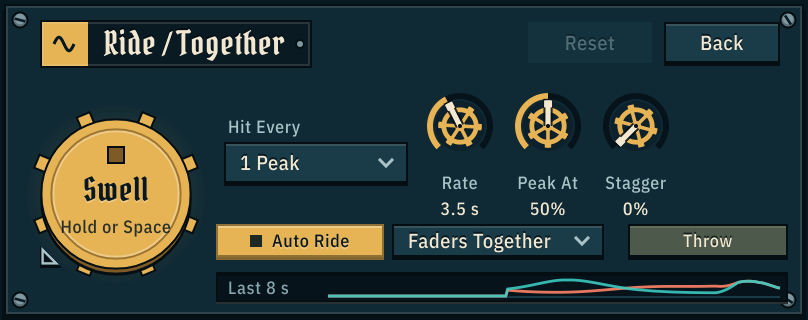 Ride / Together
Reset
Back
Hit Every
1 Peak
Rate
3.5 s
Peak At
50%
Stagger
0%
Swell
Hold or Space
Auto Ride
Faders Together
Throw
Last 8 s